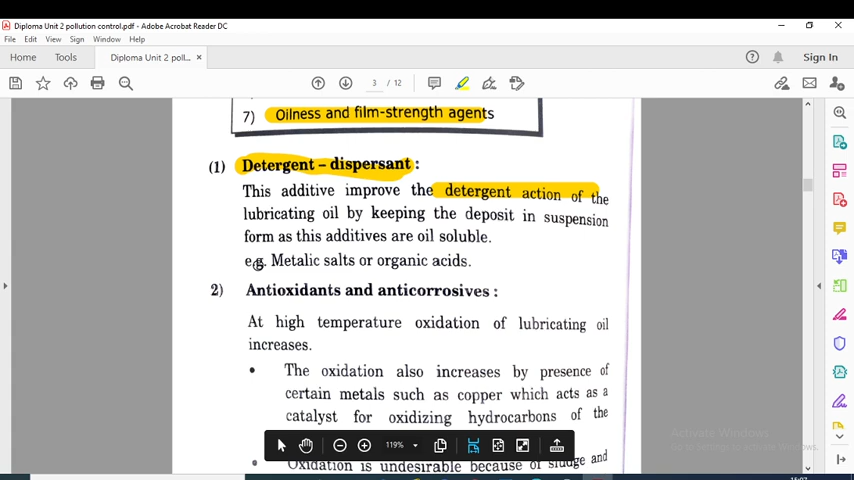 Diploma Unit 2 pollution control.pdf - Adobe Acrobat Reader DC
File Edit View Sign Window Help
Home Tools Diploma Unit 2 poll... × Sign In
3 / 12
7) Oilness and film-strength agents
(1) Detergent – dispersant :
This additive improve the detergent action of the
lubricating oil by keeping the deposit in suspension
form as this additives are oil soluble.
e.g. Metalic salts or organic acids.
2) Antioxidants and anticorrosives :
At high temperature oxidation of lubricating oil
increases.
• The oxidation also increases by presence of
certain metals such as copper which acts as a
catalyst for oxidizing hydrocarbons of the
119%
• Oxidation is undesirable because of sludge and
Activate Windows